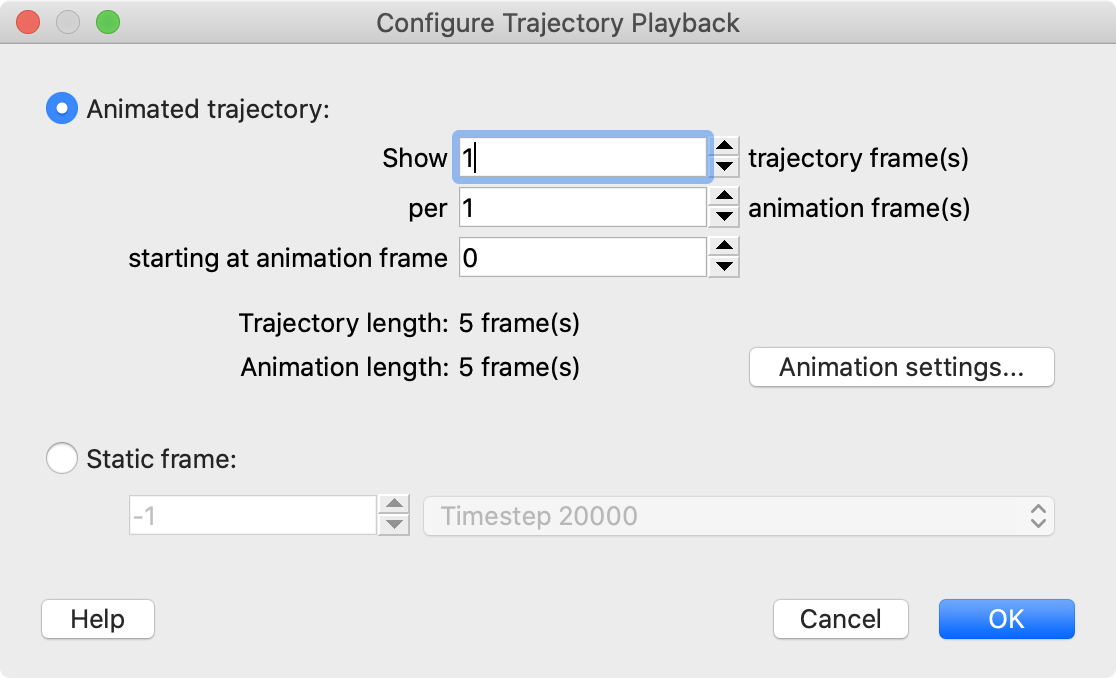 Configure Trajectory Playback
Animated trajectory:
Show 1 trajectory frame(s)
per 1 animation frame(s)
starting at animation frame 0
Trajectory length: 5 frame(s)
Animation length: 5 frame(s) Animation settings...
Static frame:
-1 Timestep 20000
Help Cancel OK